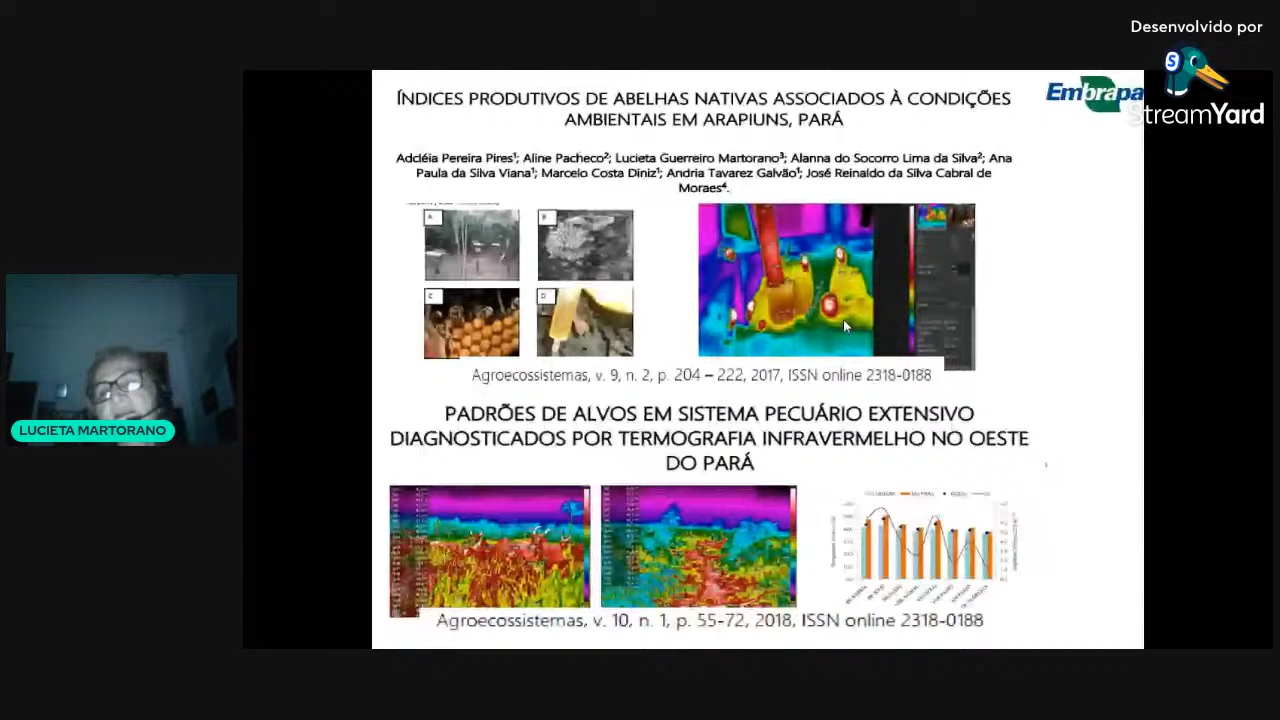 Desenvolvido por
StreamYard
Embrapa
ÍNDICES PRODUTIVOS DE ABELHAS NATIVAS ASSOCIADOS À CONDIÇÕES
AMBIENTAIS EM ARAPIUNS, PARÁ
Adcléia Pereira Pires¹; Aline Pacheco²; Lucieta Guerreiro Martorano³; Alanna do Socorro Lima da Silva²; Ana
Paula da Silva Viana¹; Marcelo Costa Diniz¹; Andria Tavarez Galvão¹; José Reinaldo da Silva Cabral de
Moraes⁴.
A
B
C
D
Agroecossistemas, v. 9, n. 2, p. 204 – 222, 2017, ISSN online 2318-0188
LUCIETA MARTORANO
PADRÕES DE ALVOS EM SISTEMA PECUÁRIO EXTENSIVO
DIAGNOSTICADOS POR TERMOGRAFIA INFRAVERMELHO NO OESTE
DO PARÁ
Agroecossistemas, v. 10, n. 1, p. 55-72, 2018, ISSN online 2318-0188